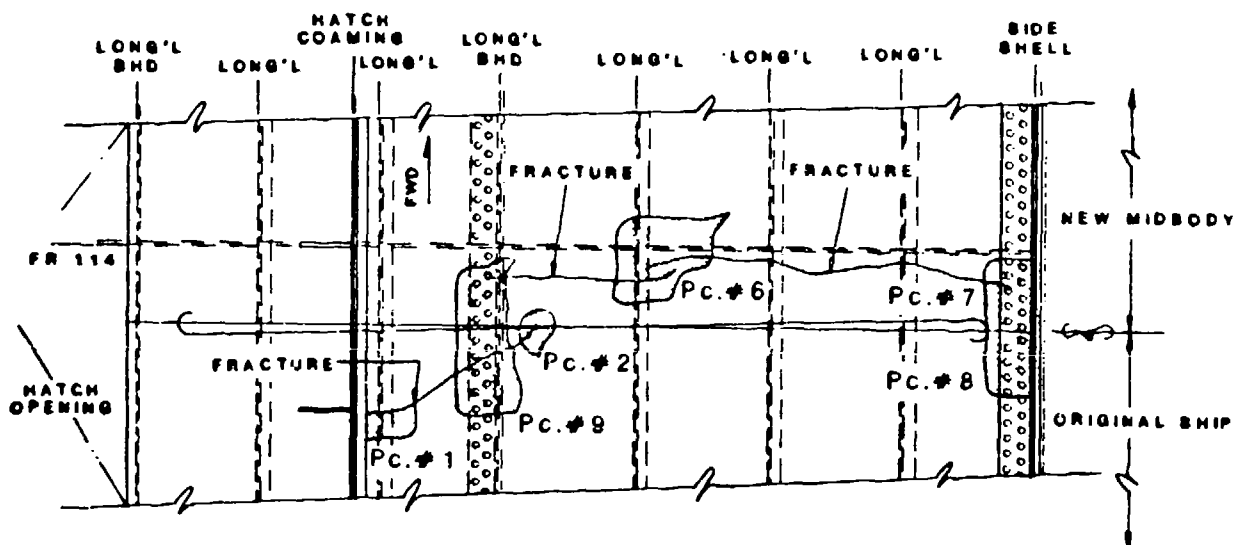 HATCH
COAMING
LONG'L
BHD
LONG'L
LONG'L
LONG'L
BHD
LONG'L
LONG'L
LONG'L
SIDE
SHELL
FWD
FRACTURE
FRACTURE
NEW MIDBODY
FR 114
Pc.#6
Pc.#7
FRACTURE
Pc.#2
Pc.#8
HATCH
OPENING
Pc.#9
ORIGINAL SHIP
Pc.#1